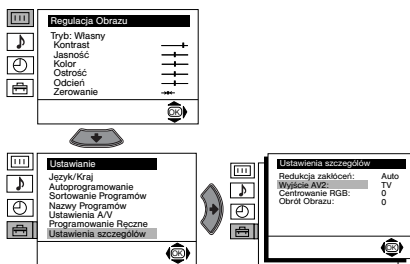 Regulacja Obrazu
Tryb: Własny
Kontrast
Jasność
Kolor
Ostrość
Odcień
Zerowanie
OK
Ustawianie
Język/Kraj
Autoprogramowanie
Sortowanie Programów
Nazwy Programów
Ustawienia A/V
Programowanie Ręczne
Ustawienia szczegółów
OK
Ustawienia szczegółów
Redukcja zakłóceń: Auto
Wyjście AV2: TV
Centrowanie RGB: 0
Obrót Obrazu: 0
OK